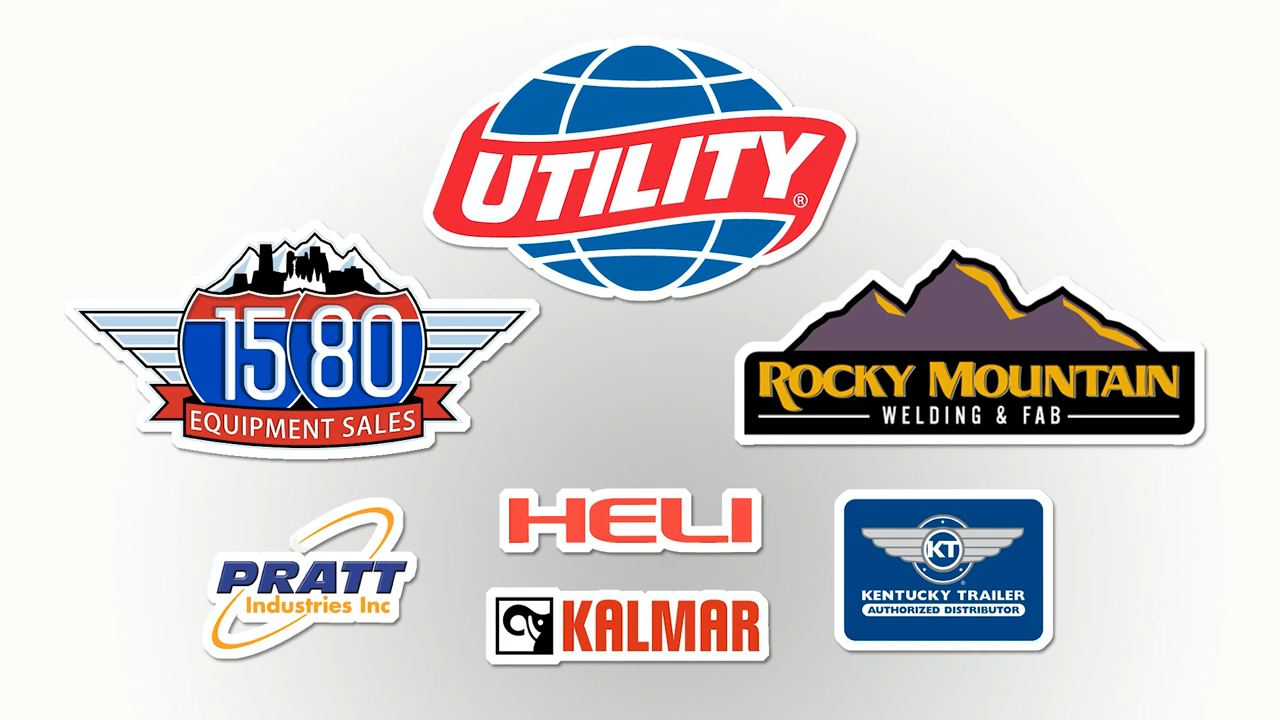 UTILITY®
15 80
EQUIPMENT SALES
ROCKY MOUNTAIN
WELDING & FAB
PRATT
Industries Inc
HELI
KALMAR
KT
KENTUCKY TRAILER
AUTHORIZED DISTRIBUTOR